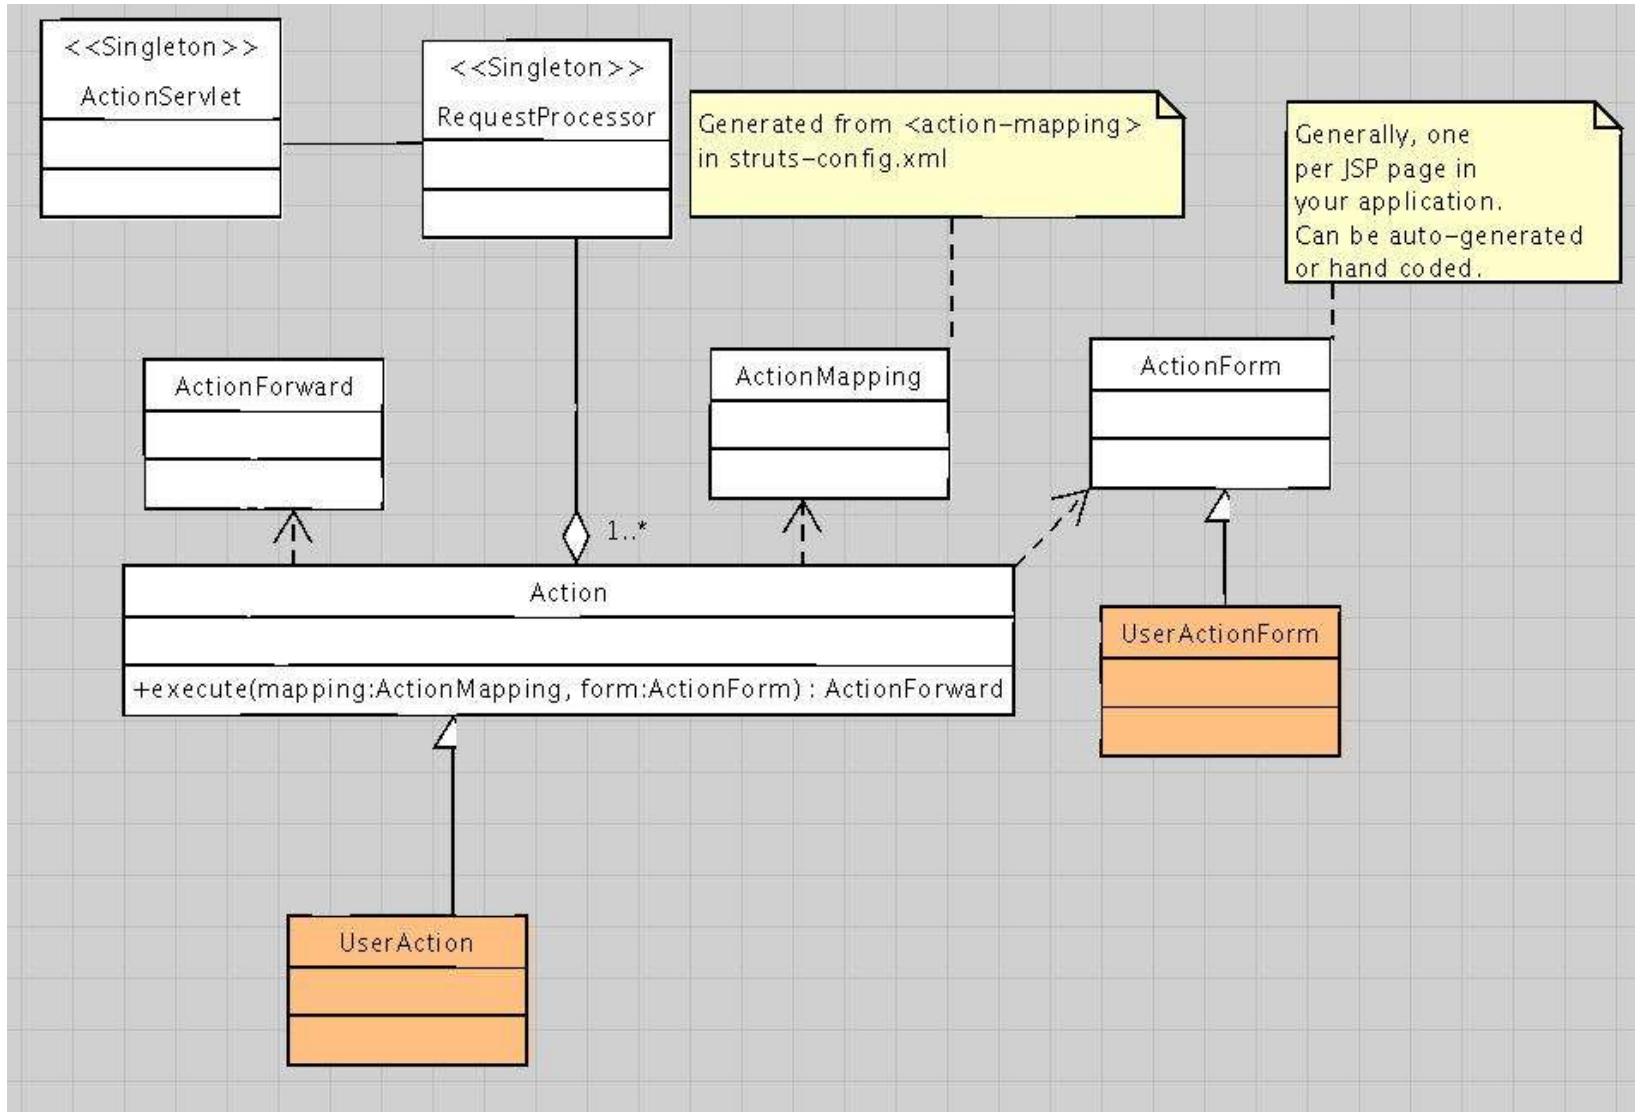 <<Singleton>>
ActionServlet
<<Singleton>>
RequestProcessor
Generated from <action-mapping>
in struts-config.xml
Generally, one
per JSP page in
your application.
Can be auto-generated
or hand coded.
ActionForward
ActionMapping
ActionForm
1..*
Action
+execute(mapping:ActionMapping, form:ActionForm) : ActionForward
UserActionForm
UserAction